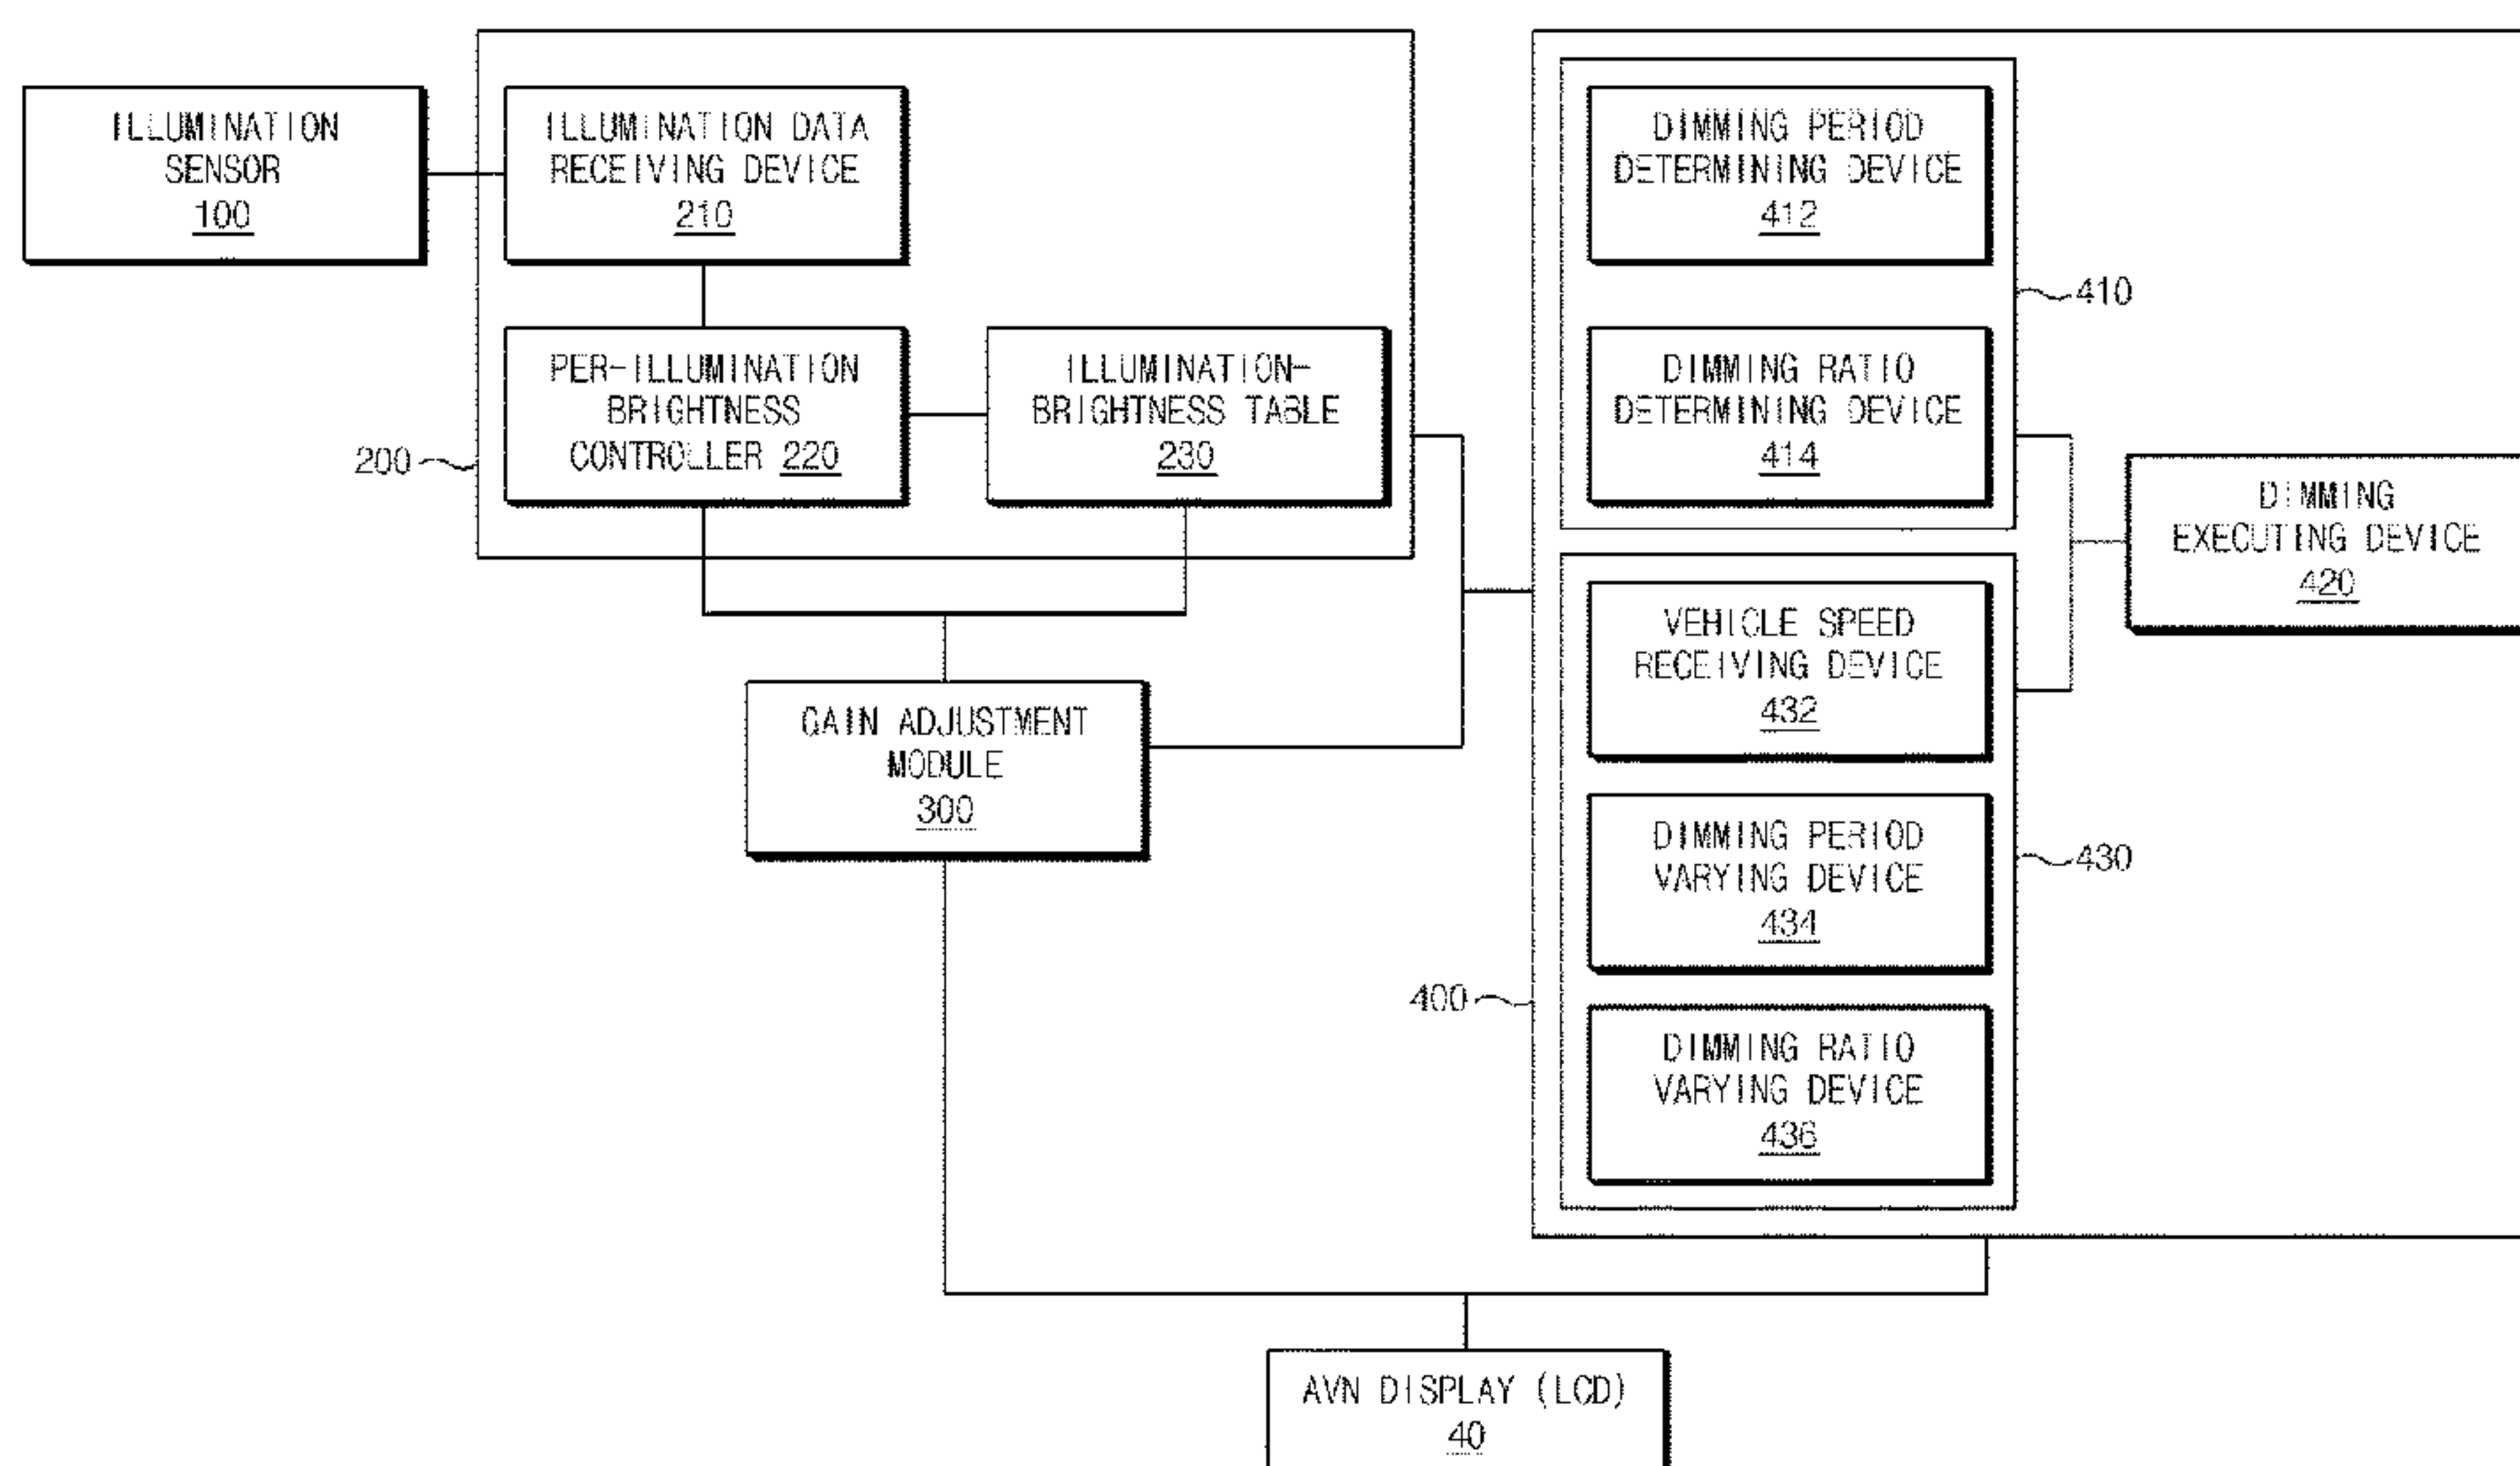 ILLUMINATION
SENSOR
100
ILLUMINATION DATA
RECEIVING DEVICE
210
PER-ILLUMINATION
BRIGHTNESS
CONTROLLER 220
ILLUMINATION-
BRIGHTNESS TABLE
230
200
GAIN ADJUSTMENT
MODULE
300
DIMMING PERIOD
DETERMINING DEVICE
412
DIMMING RATIO
DETERMINING DEVICE
414
410
DIMMING
EXECUTING DEVICE
420
VEHICLE SPEED
RECEIVING DEVICE
432
DIMMING PERIOD
VARYING DEVICE
434
DIMMING RATIO
VARYING DEVICE
436
430
400
AVN DISPLAY (LCD)
40